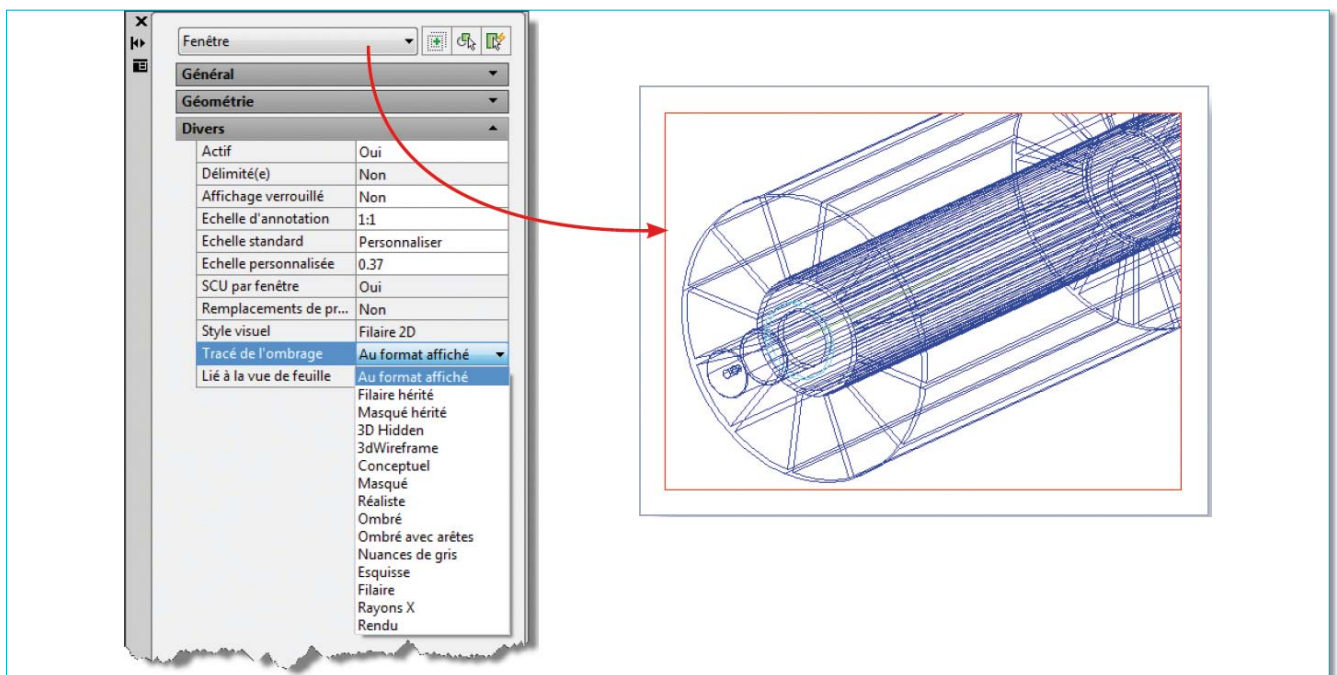 Fenêtre
Général
Géométrie
Divers
Actif Oui
Délimité(e) Non
Affichage verrouillé Non
Echelle d'annotation 1:1
Echelle standard Personnaliser
Echelle personnalisée 0.37
SCU par fenêtre Oui
Remplacements de pr... Non
Style visuel Filaire 2D
Tracé de l'ombrage Au format affiché
Lié à la vue de feuille Au format affiché
Filaire hérité
Masqué hérité
3D Hidden
3dWireframe
Conceptuel
Masqué
Réaliste
Ombré
Ombré avec arêtes
Nuances de gris
Esquisse
Filaire
Rayons X
Rendu